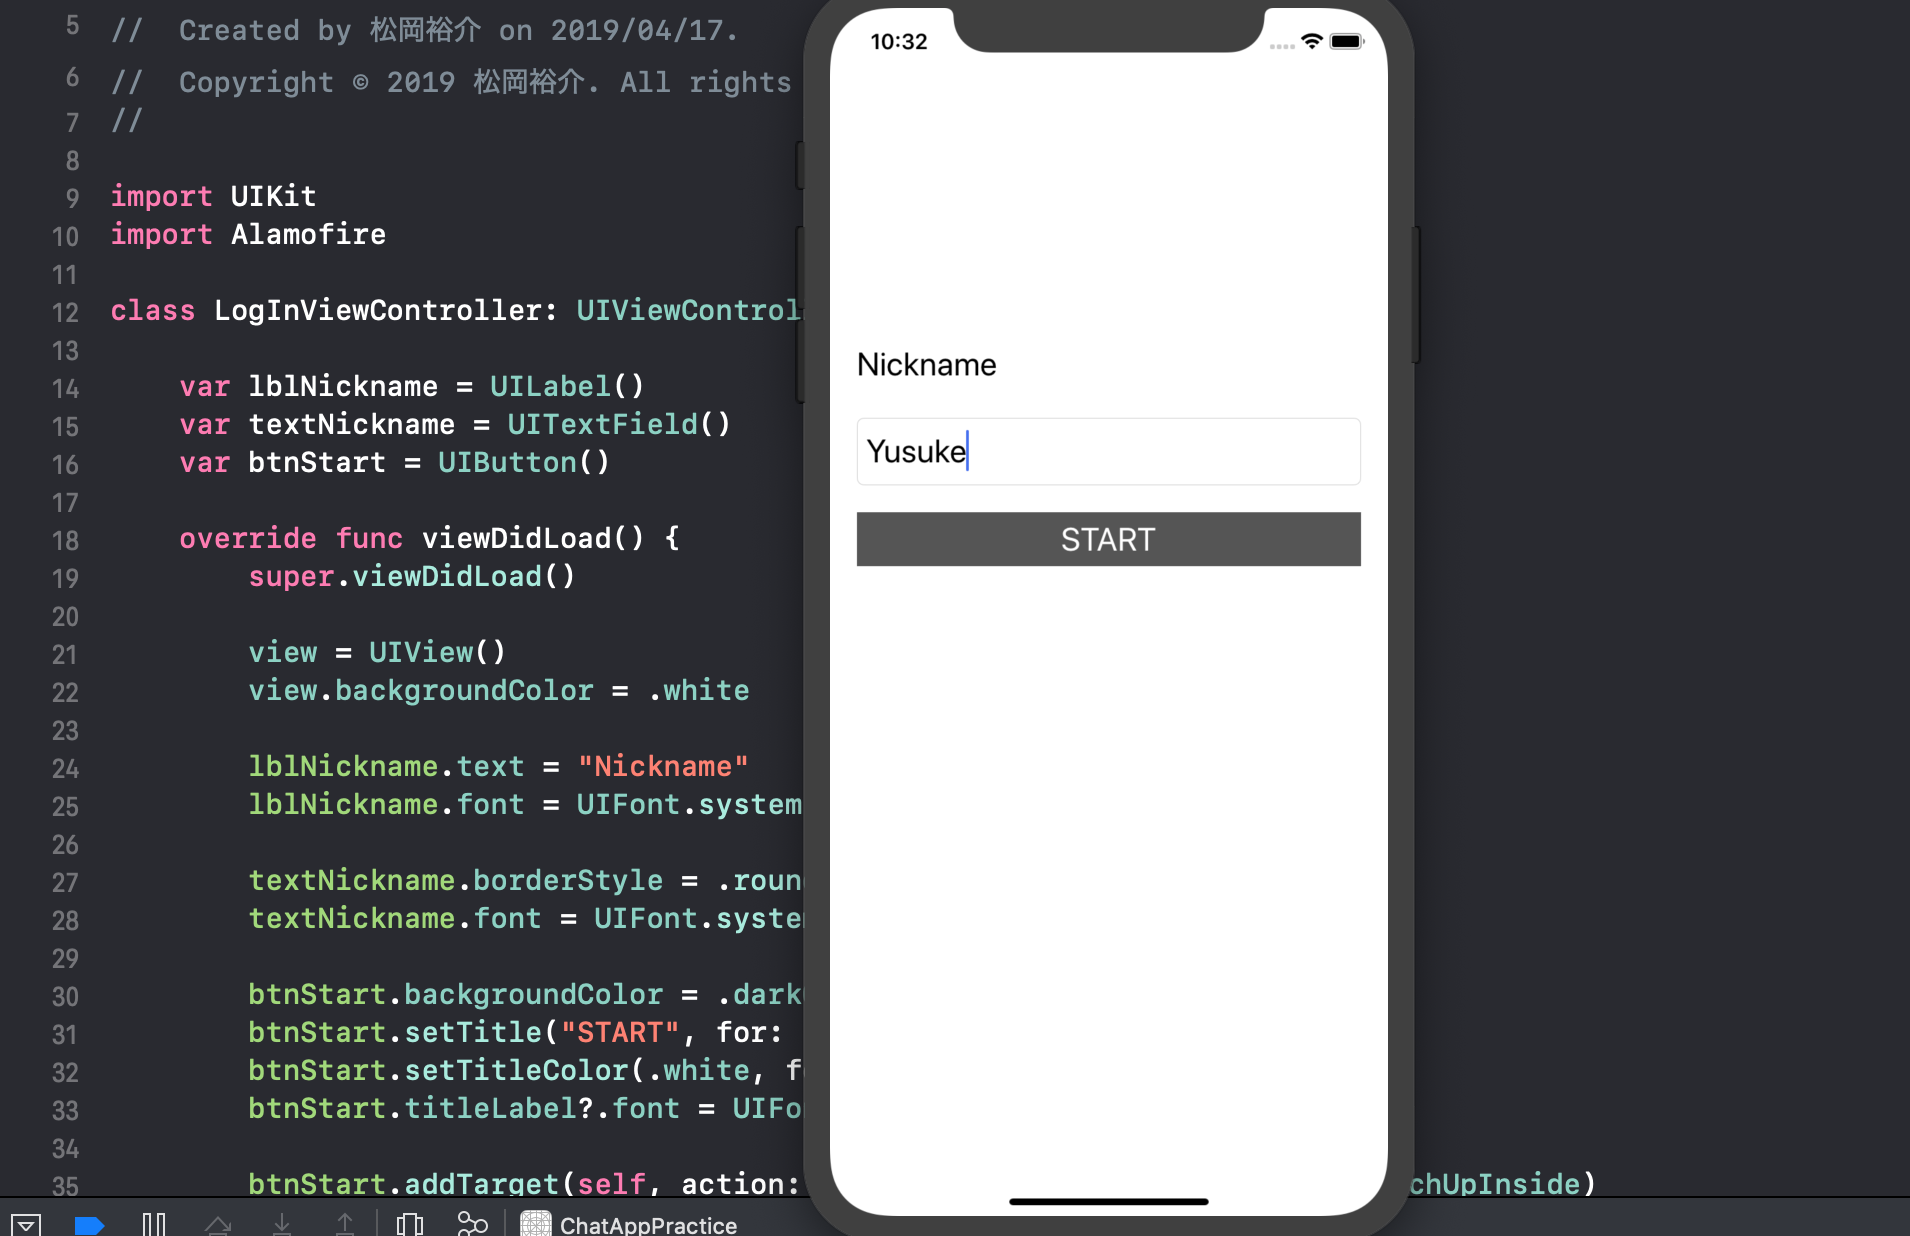 5 //  Created by 松岡裕介 on 2019/04/17.
6 //  Copyright © 2019 松岡裕介. All rights
7 //
8
9 import UIKit
10 import Alamofire
11
12 class LogInViewController: UIViewControl
13
14     var lblNickname = UILabel()
15     var textNickname = UITextField()
16     var btnStart = UIButton()
17
18     override func viewDidLoad() {
19         super.viewDidLoad()
20
21         view = UIView()
22         view.backgroundColor = .white
23
24         lblNickname.text = "Nickname"
25         lblNickname.font = UIFont.system
26
27         textNickname.borderStyle = .roun
28         textNickname.font = UIFont.syste
29
30         btnStart.backgroundColor = .dark
31         btnStart.setTitle("START", for:
32         btnStart.setTitleColor(.white, f
33         btnStart.titleLabel?.font = UIFo
34
35         btnStart.addTarget(self, action: chUpInside)
ChatAppPractice
10:32
Nickname
Yusuke
START